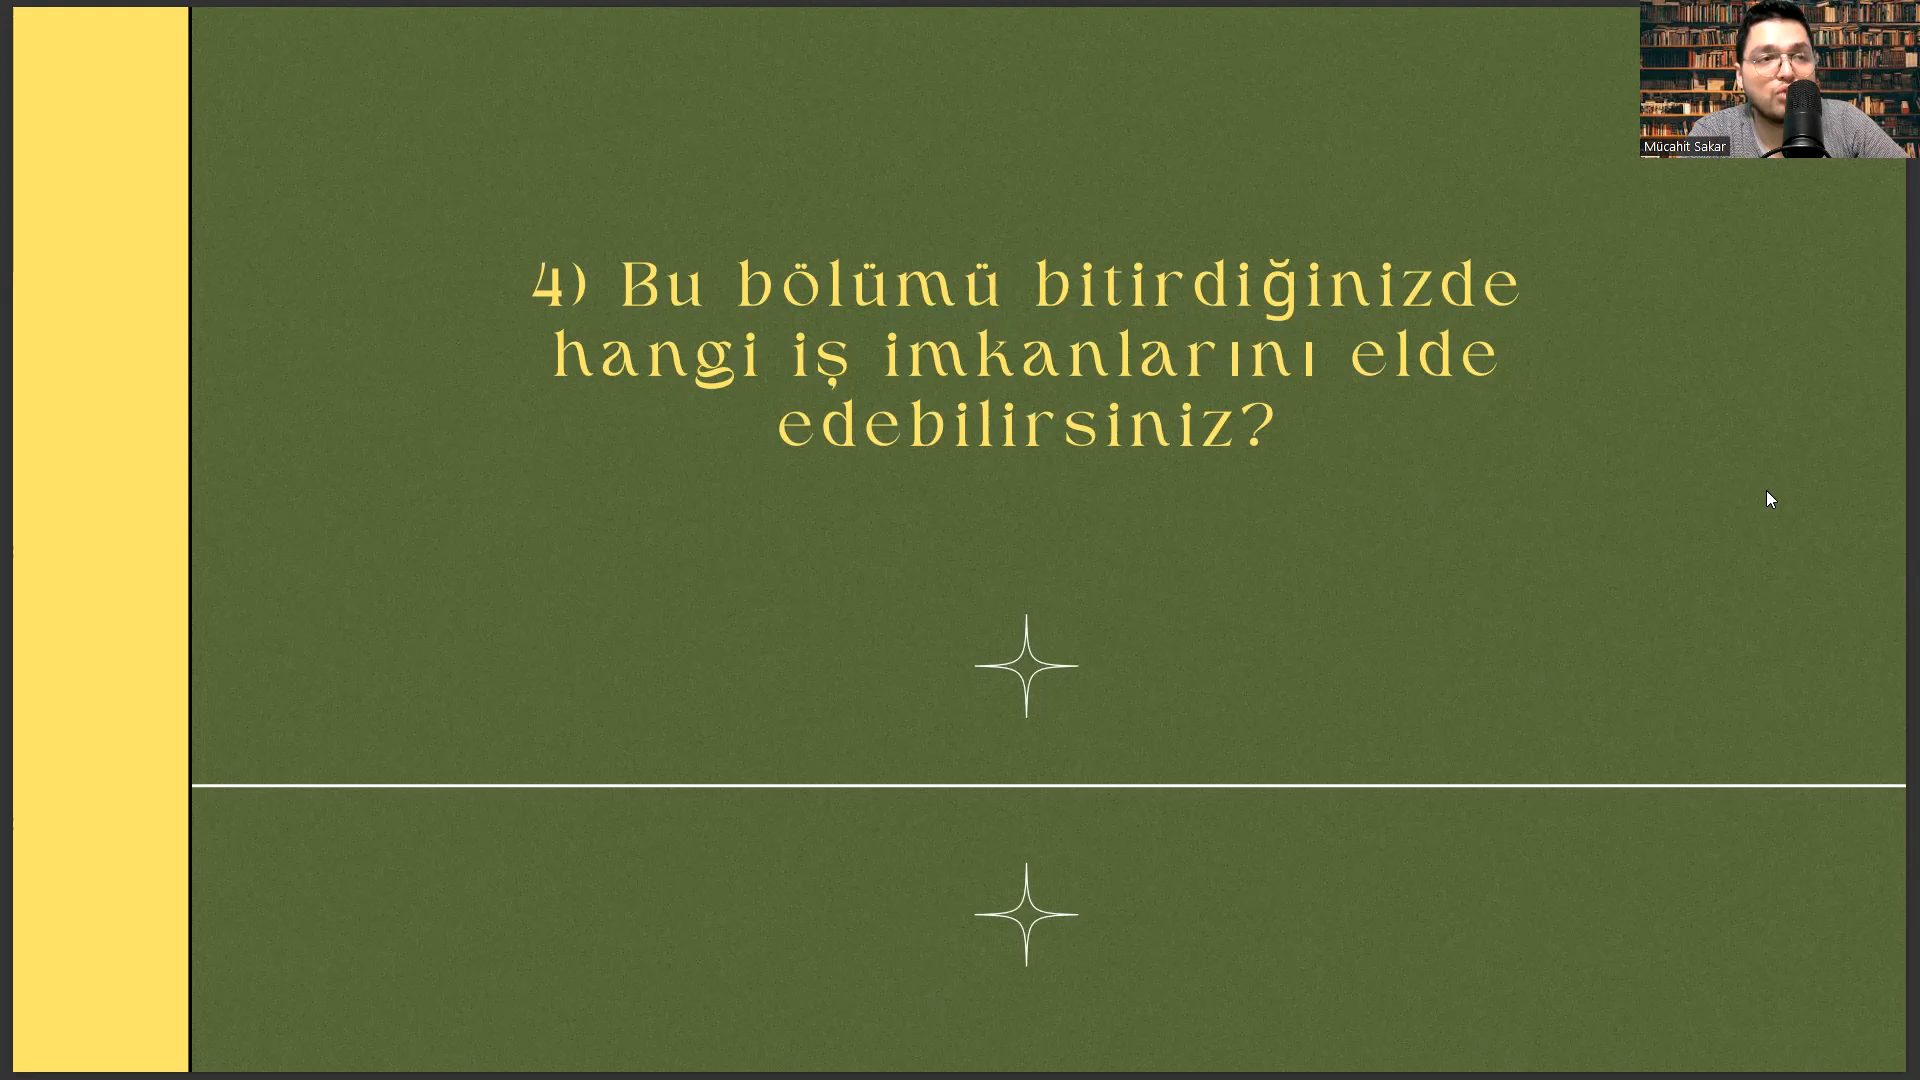 Mücahit Sakar
4) Bu bölümü bitirdiğinizde
hangi iş imkanlarını elde
edebilirsiniz?